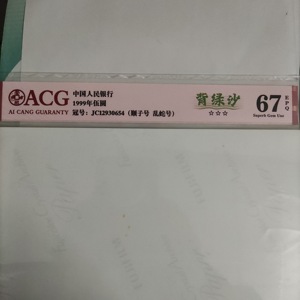 ACG
AI CANG GUARANTY
中国人民银行
1999年伍圆
冠号：JC12930654（顺子号 乱蛇号）
背绿沙
☆☆☆
67
EPQ
Superb Gem Unc